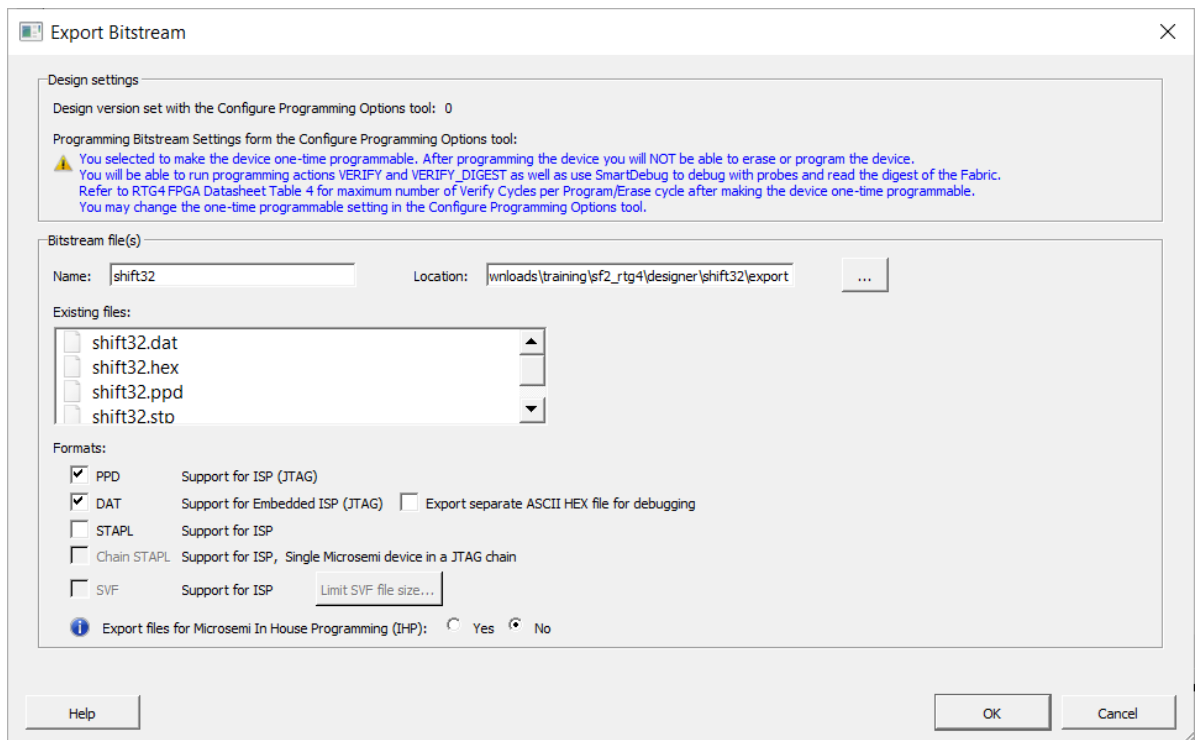 Export Bitstream
Design settings
Design version set with the Configure Programming Options tool: 0
Programming Bitstream Settings form the Configure Programming Options tool:
You selected to make the device one-time programmable. After programming the device you will NOT be able to erase or program the device.
You will be able to run programming actions VERIFY and VERIFY_DIGEST as well as use SmartDebug to debug with probes and read the digest of the Fabric.
Refer to RTG4 FPGA Datasheet Table 4 for maximum number of Verify Cycles per Program/Erase cycle after making the device one-time programmable.
You may change the one-time programmable setting in the Configure Programming Options tool.
Bitstream file(s)
Name: shift32 Location: wnloads\training\sf2_rtg4\designer\shift32\export ...
Existing files:
shift32.dat
shift32.hex
shift32.ppd
shift32.stp
Formats:
PPD Support for ISP (JTAG)
DAT Support for Embedded ISP (JTAG) Export separate ASCII HEX file for debugging
STAPL Support for ISP
Chain STAPL Support for ISP, Single Microsemi device in a JTAG chain
SVF Support for ISP Limit SVF file size...
Export files for Microsemi In House Programming (IHP): Yes No
Help OK Cancel